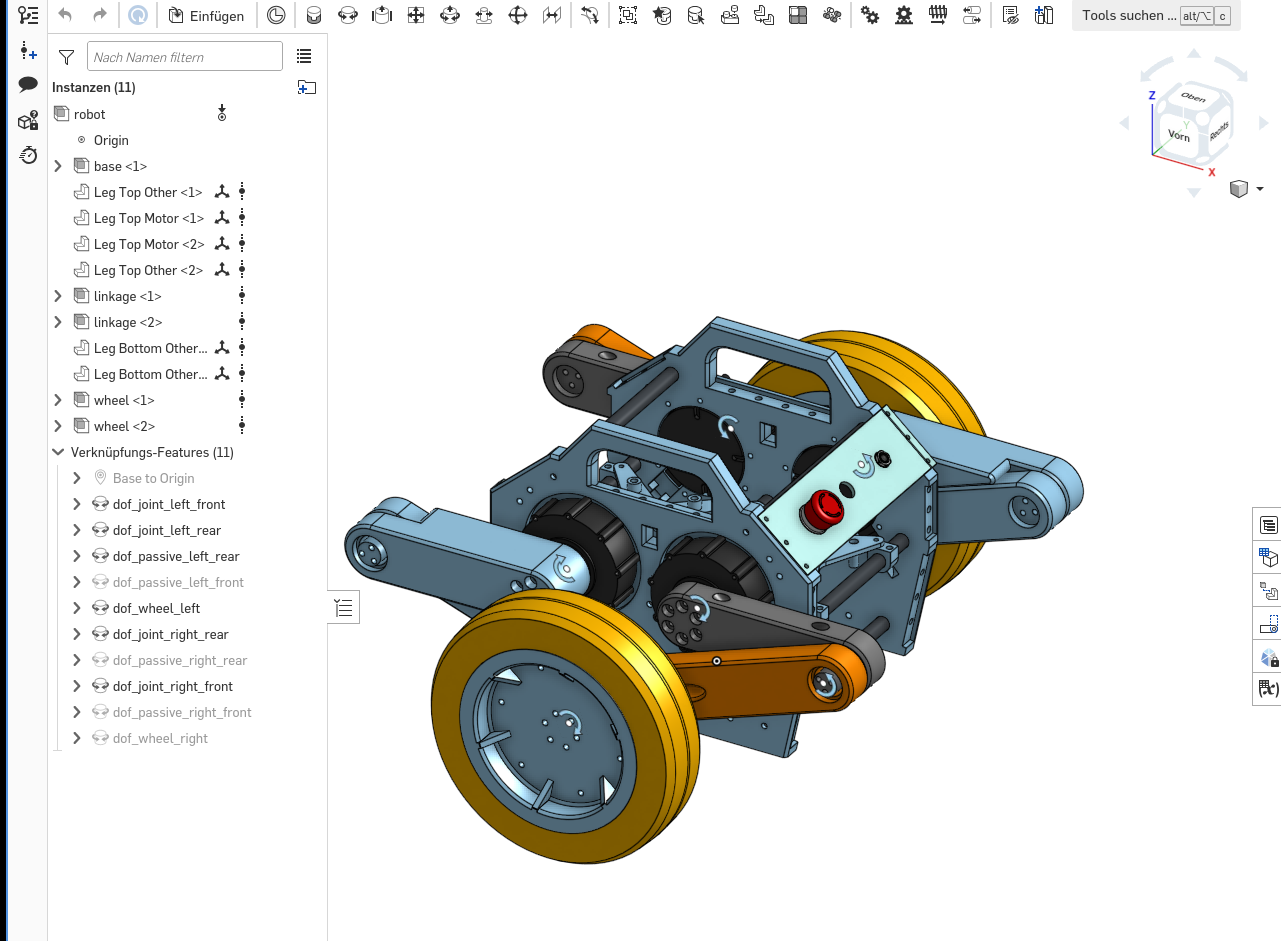 Einfügen
Tools suchen ... alt/⌥ c
Nach Namen filtern
Instanzen (11)
robot
Origin
base <1>
Leg Top Other <1>
Leg Top Motor <1>
Leg Top Motor <2>
Leg Top Other <2>
linkage <1>
linkage <2>
Leg Bottom Other...
Leg Bottom Other...
wheel <1>
wheel <2>
Verknüpfungs-Features (11)
Base to Origin
dof_joint_left_front
dof_joint_left_rear
dof_passive_left_rear
dof_passive_left_front
dof_wheel_left
dof_joint_right_rear
dof_passive_right_rear
dof_joint_right_front
dof_passive_right_front
dof_wheel_right
Z
Oben
Y
Vorn
Rechts
X
(x)